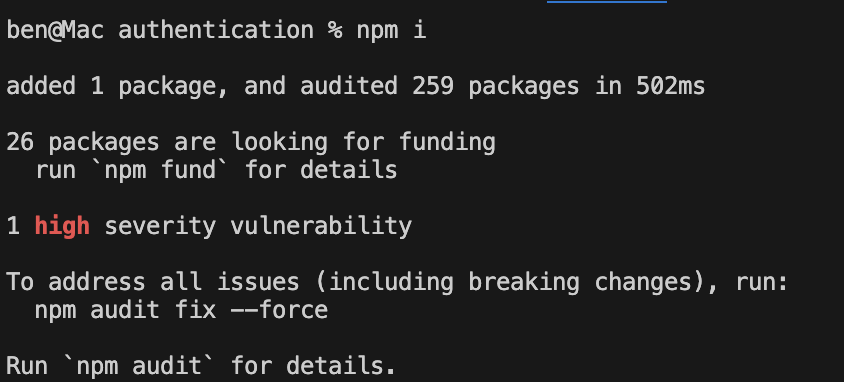 ben@Mac authentication % npm i
added 1 package, and audited 259 packages in 502ms
26 packages are looking for funding
  run `npm fund` for details
1 high severity vulnerability
To address all issues (including breaking changes), run:
  npm audit fix --force
Run `npm audit` for details.